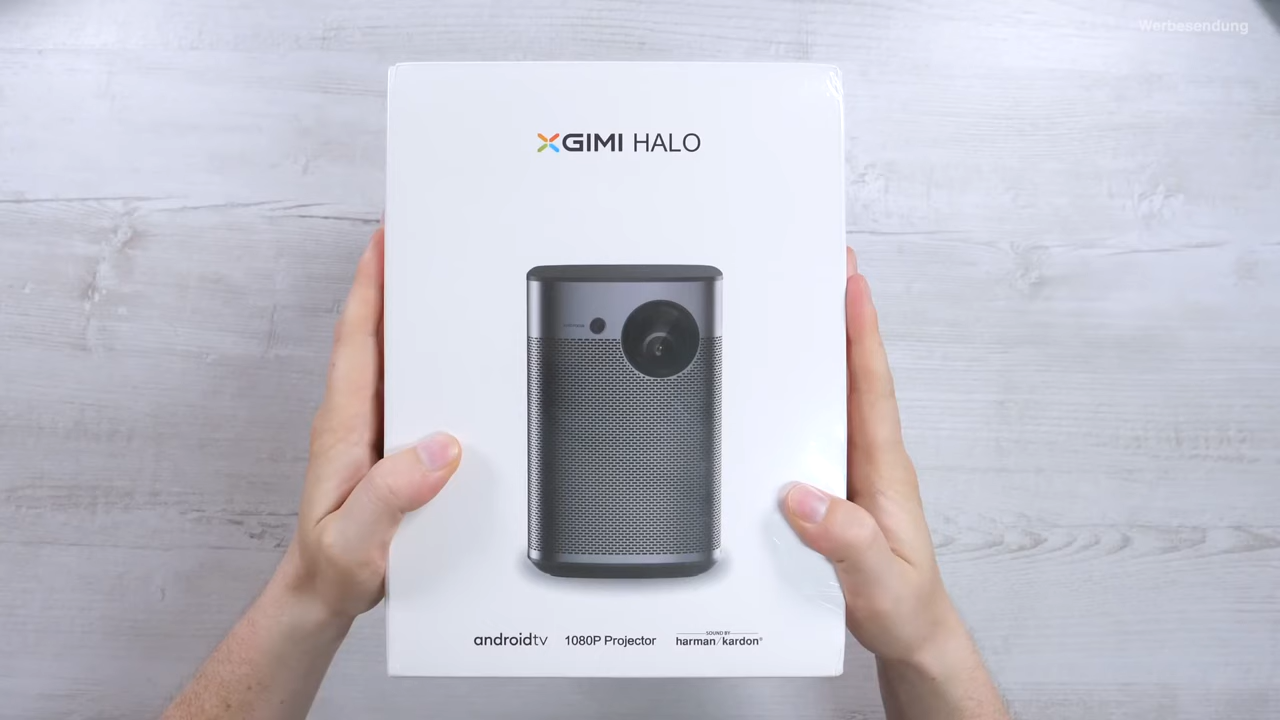 Werbesendung
XGIMI HALO
androidtv
1080P Projector
SOUND BY
harman/kardon®